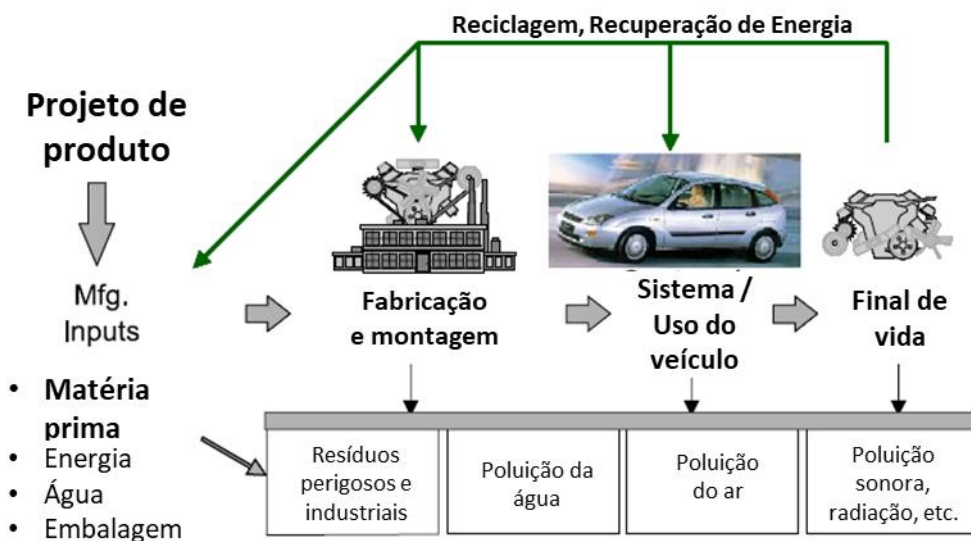 Reciclagem, Recuperação de Energia
Projeto de
produto
Mfg.
Inputs
Fabricação
e montagem
Sistema /
Uso do
veículo
Final de
vida
• Matéria
prima
• Energia
• Água
• Embalagem
Resíduos
perigosos e
industriais
Poluição da
água
Poluição
do ar
Poluição
sonora,
radiação, etc.